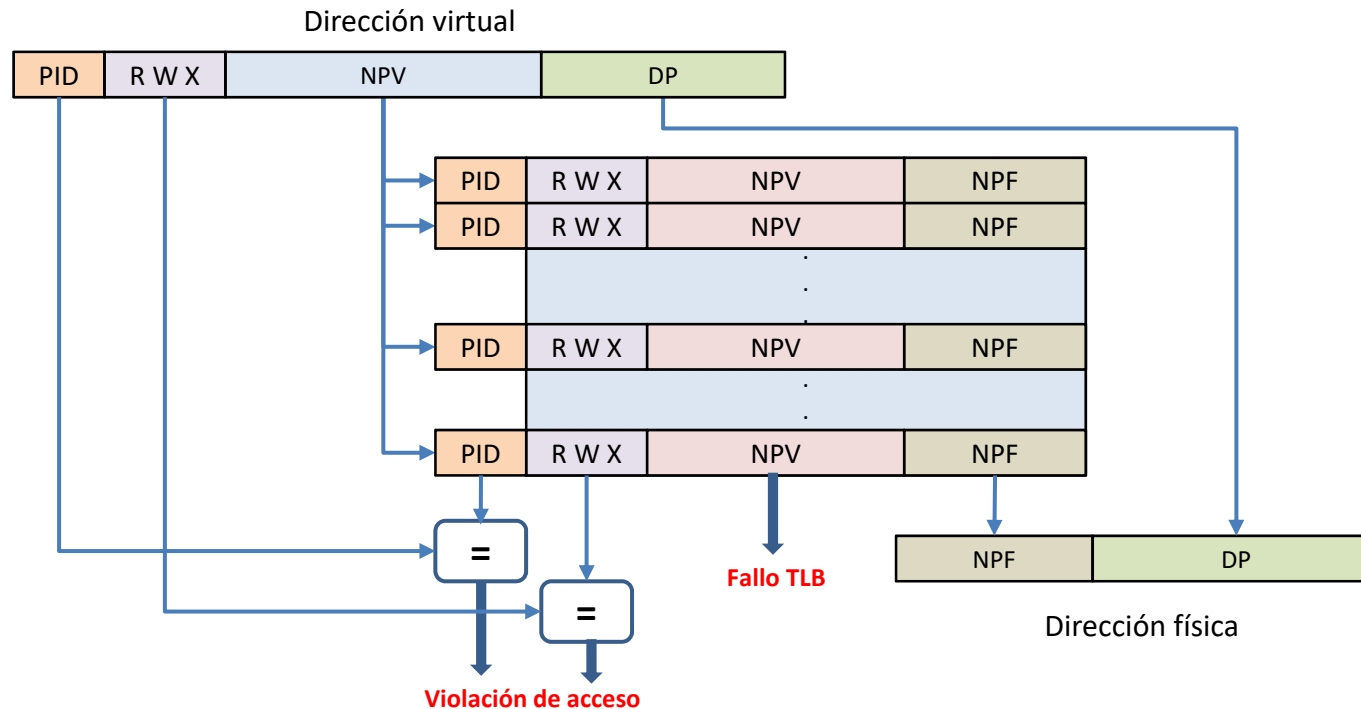 Dirección virtual
PID R W X NPV DP
PID R W X NPV NPF
PID R W X NPV NPF
.
.
.
PID R W X NPV NPF
.
.
.
PID R W X NPV NPF
=
=
Fallo TLB
NPF DP
Dirección física
Violación de acceso